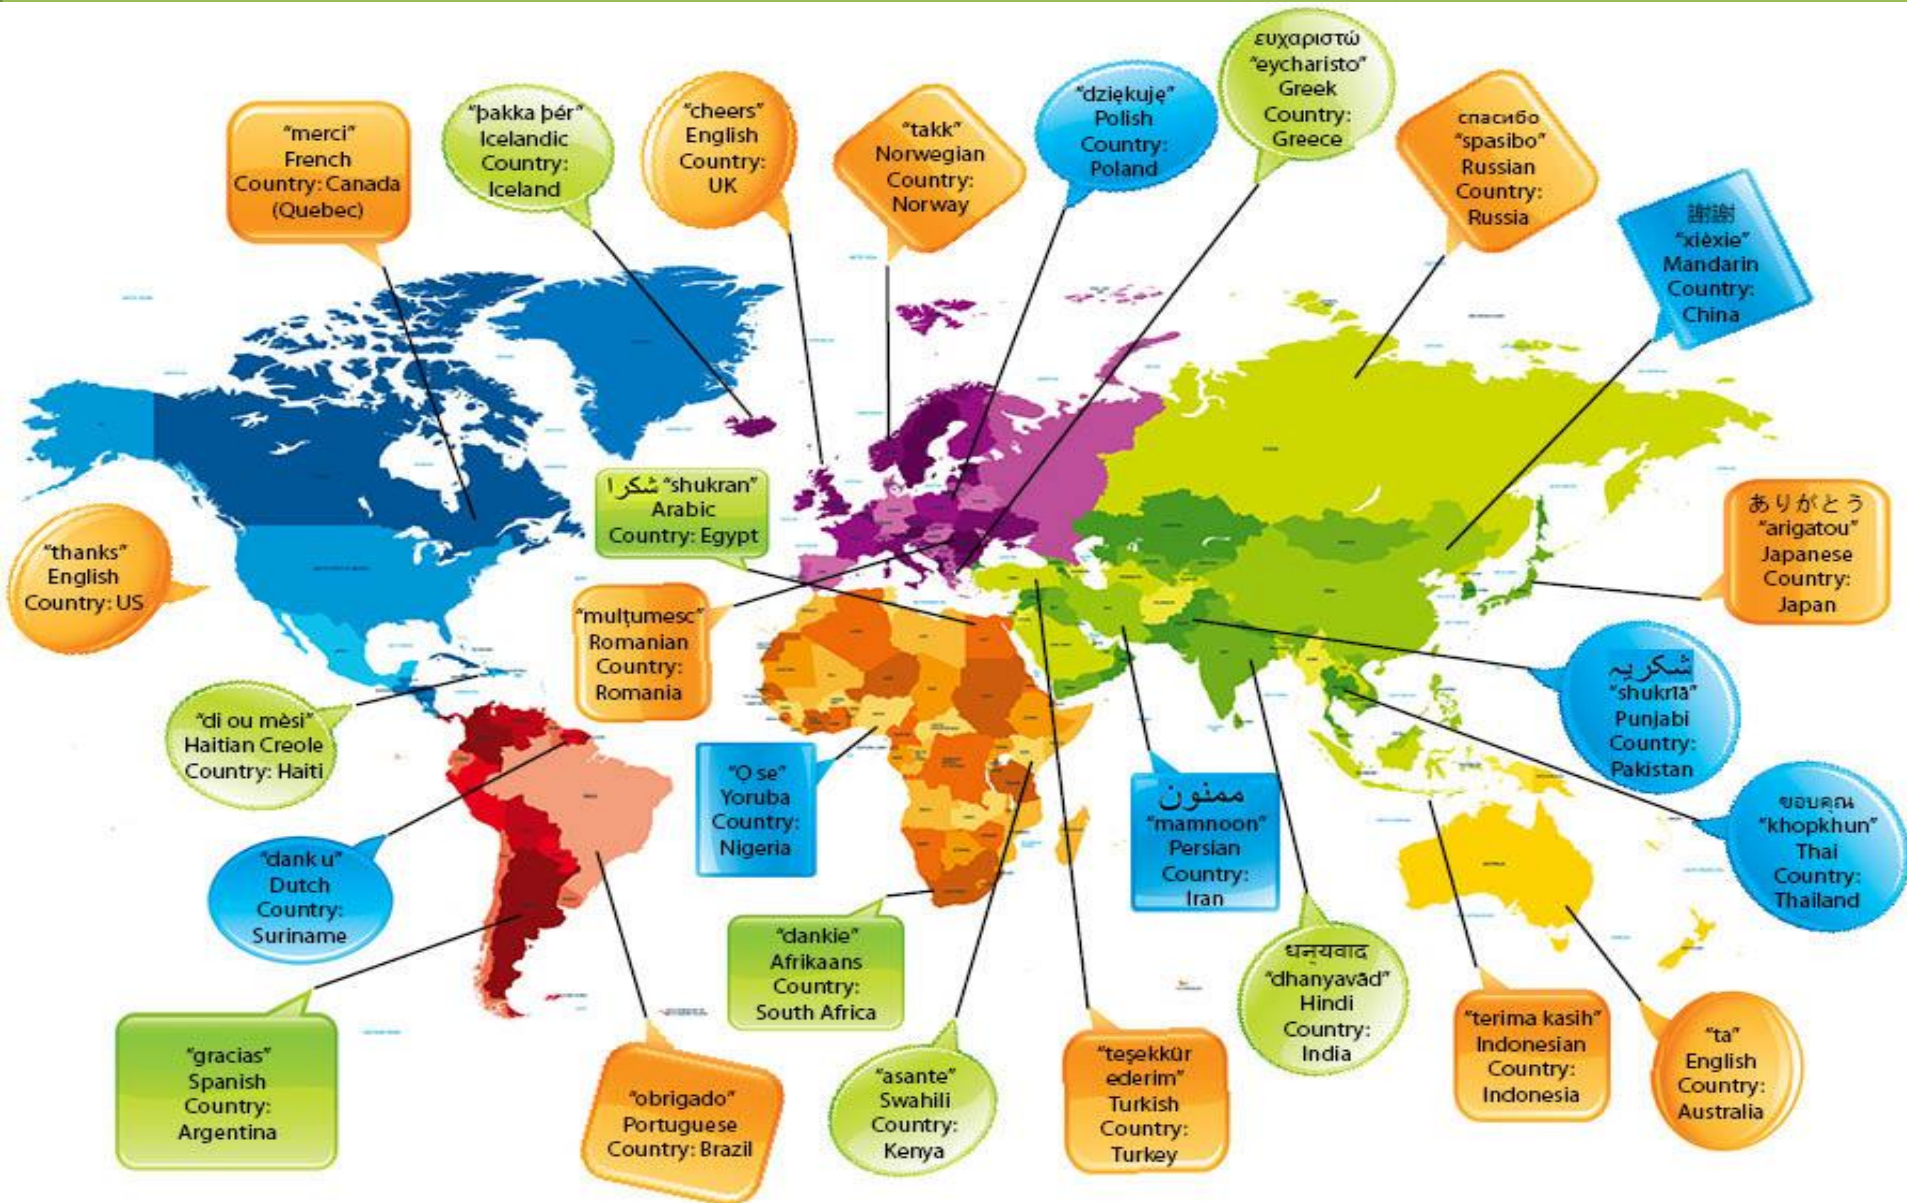 “merci”
French
Country: Canada
(Quebec)
“þakka þér”
Icelandic
Country:
Iceland
“cheers”
English
Country:
UK
“takk”
Norwegian
Country:
Norway
“dziękuję”
Polish
Country:
Poland
ευχαριστώ
“eycharisto”
Greek
Country:
Greece
спасибо
“spasibo”
Russian
Country:
Russia
謝謝
“xièxie”
Mandarin
Country:
China
“thanks”
English
Country: US
شكرا “shukran”
Arabic
Country: Egypt
ありがとう
“arigatou”
Japanese
Country:
Japan
“mulțumesc”
Romanian
Country:
Romania
شکریہ
“shukrīā”
Punjabi
Country:
Pakistan
“di ou mèsi”
Haitian Creole
Country: Haiti
“Ọ se”
Yoruba
Country:
Nigeria
ممنون
“mamnoon”
Persian
Country:
Iran
ขอบคุณ
“khopkhun”
Thai
Country:
Thailand
“dank u”
Dutch
Country:
Suriname
“dankie”
Afrikaans
Country:
South Africa
धन्यवाद
“dhanyavād”
Hindi
Country:
India
“gracias”
Spanish
Country:
Argentina
“obrigado”
Portuguese
Country: Brazil
“asante”
Swahili
Country:
Kenya
“teşekkür
ederim”
Turkish
Country:
Turkey
“terima kasih”
Indonesian
Country:
Indonesia
“ta”
English
Country:
Australia